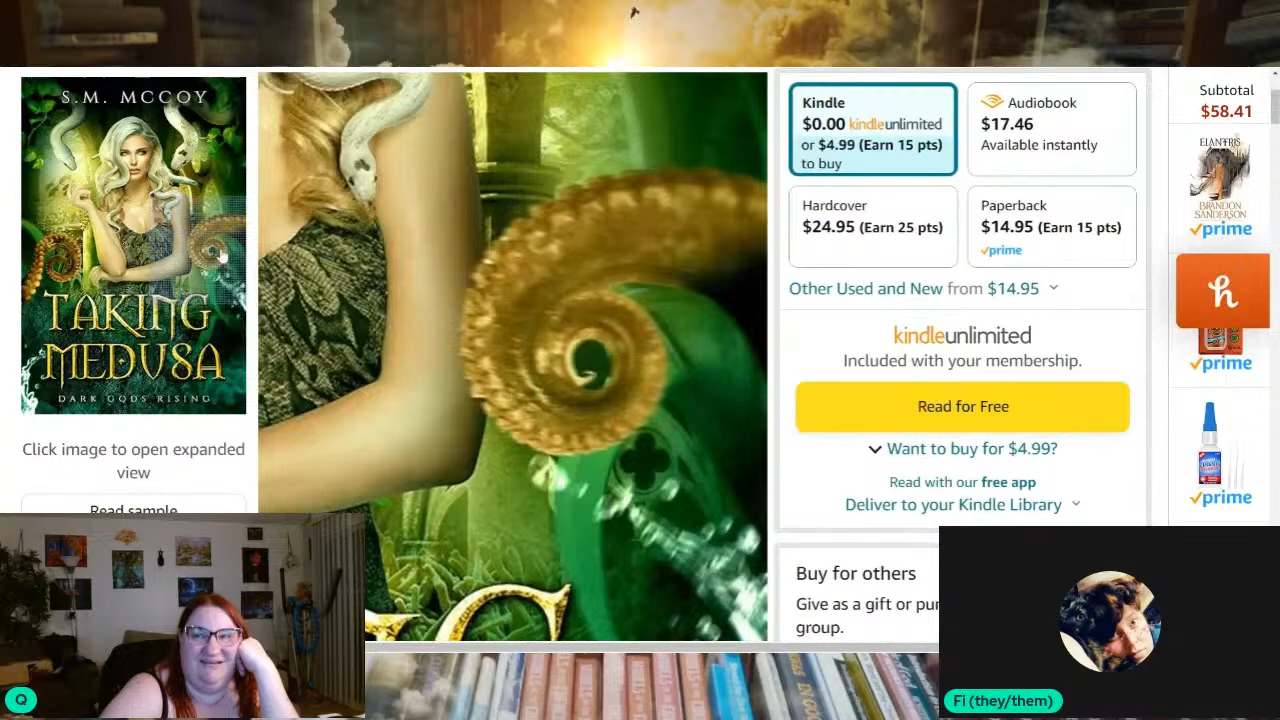 S.M. MCCOY
TAKING
MEDUSA
DARK GODS RISING
Click image to open expanded
view
Read sample
Kindle
$0.00 kindleunlimited
or $4.99 (Earn 15 pts)
to buy
Audiobook
$17.46
Available instantly
Hardcover
$24.95 (Earn 25 pts)
Paperback
$14.95 (Earn 15 pts)
prime
Other Used and New from $14.95
kindleunlimited
Included with your membership.
Read for Free
Want to buy for $4.99?
Read with our free app
Deliver to your Kindle Library
Buy for others
Give as a gift or pur
group.
Subtotal
$58.41
ELANTRIS
BRANDON
SANDERSON
prime
h
prime
prime
Q
Fi (they/them)